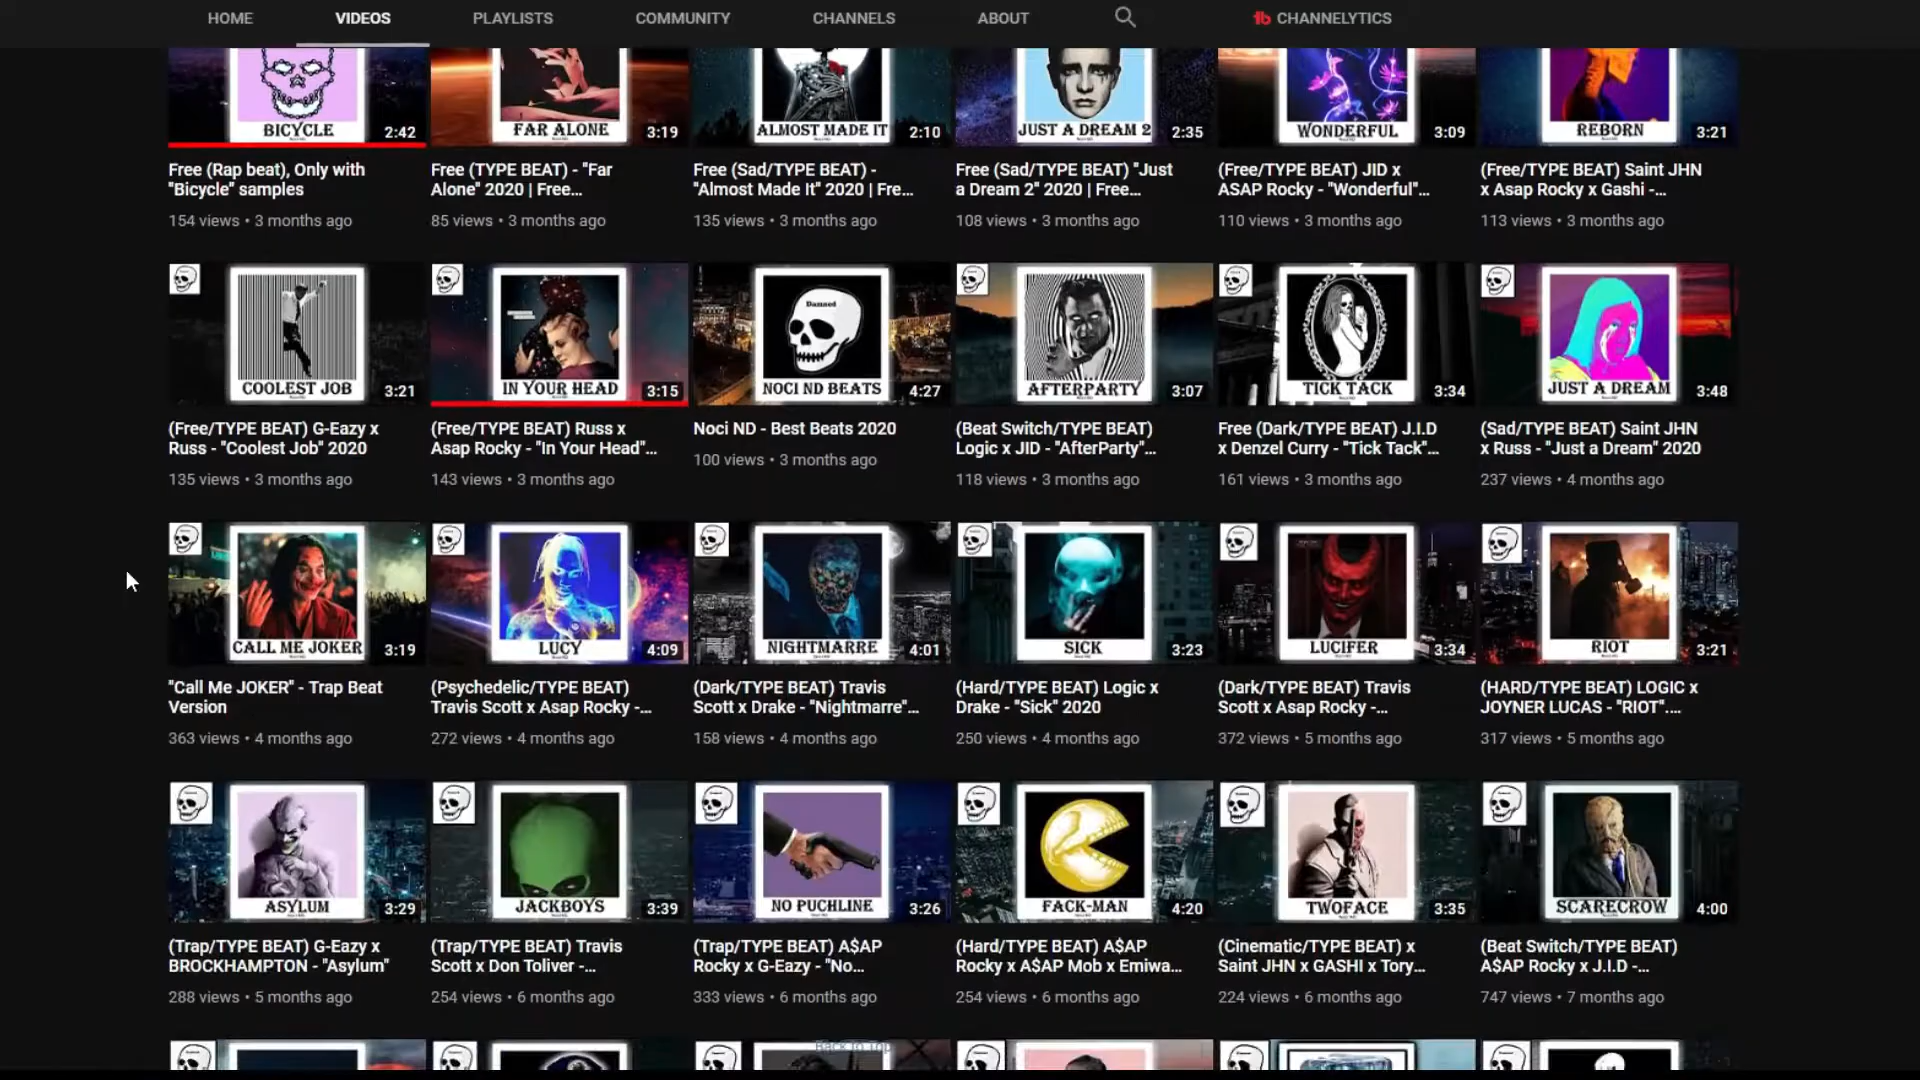 HOME VIDEOS PLAYLISTS COMMUNITY CHANNELS ABOUT CHANNELYTICS
BICYCLE 2:42
FAR ALONE 3:19
ALMOST MADE IT 2:10
JUST A DREAM 2 2:35
WONDERFUL 3:09
REBORN 3:21
Free (Rap beat), Only with
"Bicycle" samples
154 views • 3 months ago
Free (TYPE BEAT) - "Far
Alone" 2020 | Free...
85 views • 3 months ago
Free (Sad/TYPE BEAT) -
"Almost Made It" 2020 | Fre...
135 views • 3 months ago
Free (Sad/TYPE BEAT) "Just
a Dream 2" 2020 | Free...
108 views • 3 months ago
(Free/TYPE BEAT) JID x
ASAP Rocky - "Wonderful"...
110 views • 3 months ago
(Free/TYPE BEAT) Saint JHN
x Asap Rocky x Gashi -...
113 views • 3 months ago
COOLEST JOB 3:21
IN YOUR HEAD 3:15
Damned
NOCI ND BEATS 4:27
AFTERPARTY 3:07
TICK TACK 3:34
JUST A DREAM 3:48
(Free/TYPE BEAT) G-Eazy x
Russ - "Coolest Job" 2020
135 views • 3 months ago
(Free/TYPE BEAT) Russ x
Asap Rocky - "In Your Head"...
143 views • 3 months ago
Noci ND - Best Beats 2020
100 views • 3 months ago
(Beat Switch/TYPE BEAT)
Logic x JID - "AfterParty"...
118 views • 3 months ago
Free (Dark/TYPE BEAT) J.I.D
x Denzel Curry - "Tick Tack"...
161 views • 3 months ago
(Sad/TYPE BEAT) Saint JHN
x Russ - "Just a Dream" 2020
237 views • 4 months ago
CALL ME JOKER 3:19
LUCY 4:09
NIGHTMARRE 4:01
SICK 3:23
LUCIFER 3:34
RIOT 3:21
"Call Me JOKER" - Trap Beat
Version
363 views • 4 months ago
(Psychedelic/TYPE BEAT)
Travis Scott x Asap Rocky -...
272 views • 4 months ago
(Dark/TYPE BEAT) Travis
Scott x Drake - "Nightmarre"...
158 views • 4 months ago
(Hard/TYPE BEAT) Logic x
Drake - "Sick" 2020
250 views • 4 months ago
(Dark/TYPE BEAT) Travis
Scott x Asap Rocky -...
372 views • 5 months ago
(HARD/TYPE BEAT) LOGIC x
JOYNER LUCAS - "RIOT"....
317 views • 5 months ago
ASYLUM 3:29
JACKBOYS 3:39
NO PUCHLINE 3:26
FACK-MAN 4:20
TWOFACE 3:35
SCARECROW 4:00
(Trap/TYPE BEAT) G-Eazy x
BROCKHAMPTON - "Asylum"
288 views • 5 months ago
(Trap/TYPE BEAT) Travis
Scott x Don Toliver -...
254 views • 6 months ago
(Trap/TYPE BEAT) A$AP
Rocky x G-Eazy - "No...
333 views • 6 months ago
(Hard/TYPE BEAT) A$AP
Rocky x A$AP Mob x Emiwa...
254 views • 6 months ago
(Cinematic/TYPE BEAT) x
Saint JHN x GASHI x Tory...
224 views • 6 months ago
(Beat Switch/TYPE BEAT)
A$AP Rocky x J.I.D -...
747 views • 7 months ago
Back to Top